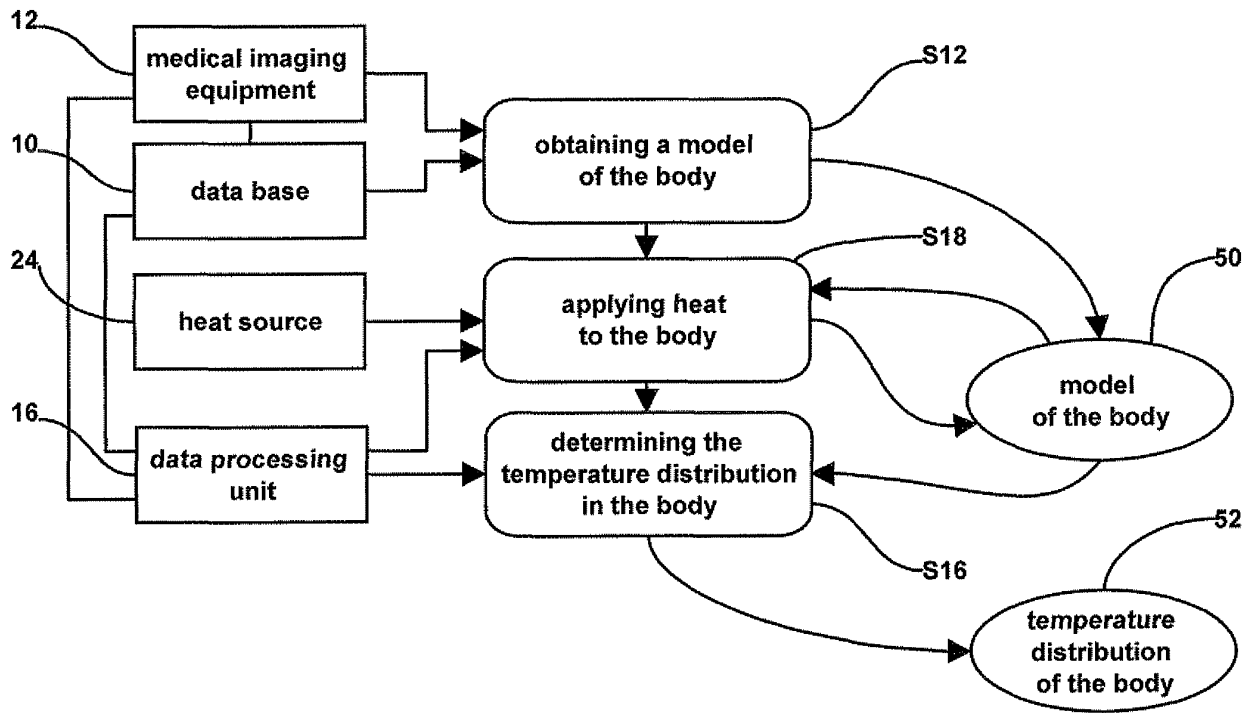 12
medical imaging
equipment
10
data base
24
heat source
16
data processing
unit
obtaining a model
of the body
S12
applying heat
to the body
S18
determining the
temperature distribution
in the body
S16
50
model
of the body
52
temperature
distribution
of the body